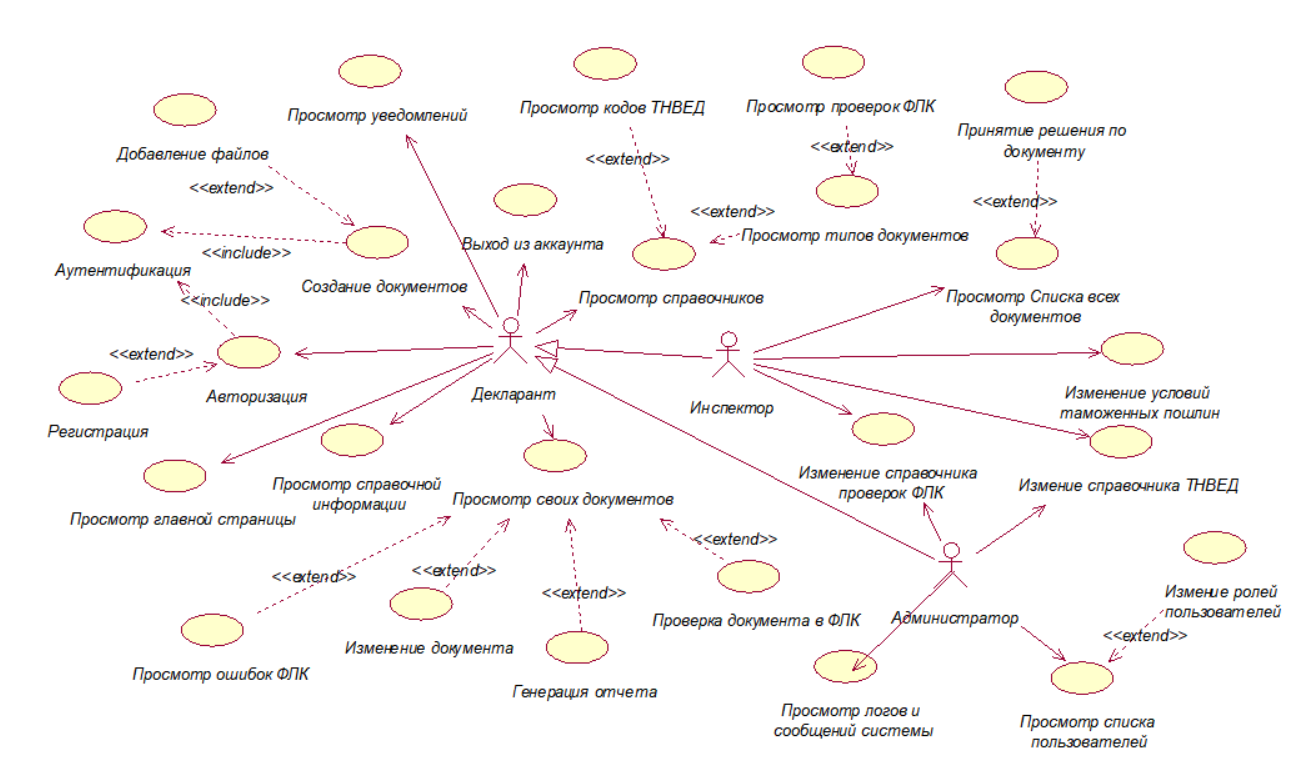 Просмотр уведомлений
Просмотр кодов ТНВЕД
Просмотр проверок ФЛК
Принятие решения по
документу
Добавление файлов
<<extend>>
<<extend>>
<<extend>>
<<extend>>
<<extend>>
Просмотр типов документов
<<extend>>
Выход из аккаунта
<<include>>
Аутентификация
Создание документов
Просмотр справочников
Просмотр Списка всех
документов
<<include>>
<<extend>>
Регистрация
Авторизация
Декларант
Инспектор
Изменение условий
таможенных пошлин
Просмотр главной страницы
Просмотр справочной
информации
Просмотр своих документов
Изменение справочника
проверок ФЛК
Измение справочника ТНВЕД
<<extend>>
<<extend>>
<<extend>>
<<extend>>
Просмотр ошибок ФЛК
Изменение документа
Генерация отчета
Проверка документа в ФЛК
Администратор
Измение ролей
пользователей
<<extend>>
Просмотр логов и
сообщений системы
Просмотр списка
пользователей